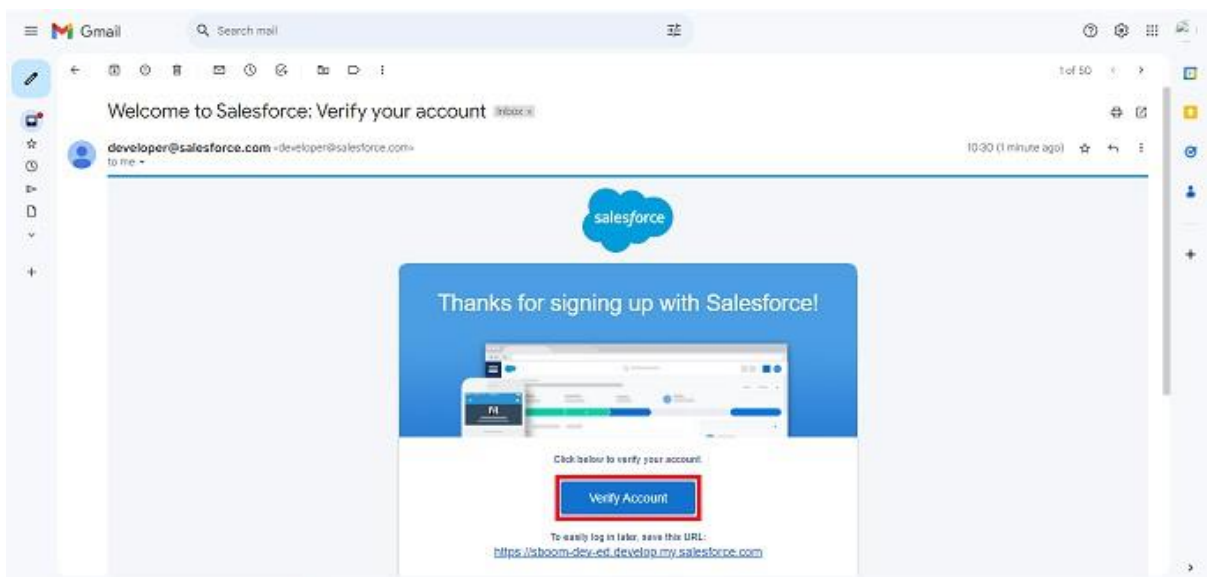 Gmail
Search mail
1 of 50
Welcome to Salesforce: Verify your account Inbox x
developer@salesforce.com <developer@salesforce.com>
10:30 (1 minute ago)
to me
salesforce
Thanks for signing up with Salesforce!
Click below to verify your account.
Verify Account
To easily log in later, save this URL:
https://sboom-dev-ed.develop.my.salesforce.com